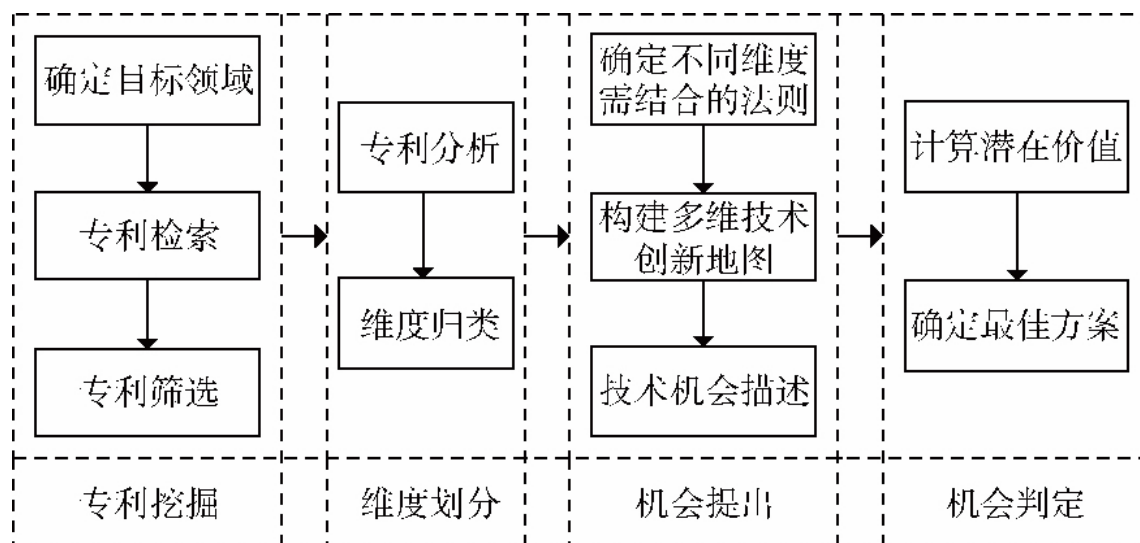 确定目标领域
专利检索
专利筛选
专利挖掘
专利分析
维度归类
维度划分
确定不同维度
需结合的法则
构建多维技术
创新地图
技术机会描述
机会提出
计算潜在价值
确定最佳方案
机会判定